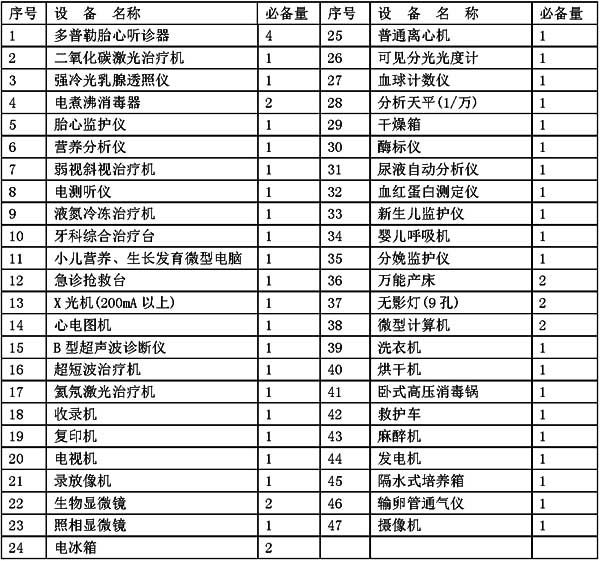 序号 设 备 名称 必备量 序号 设 备 名称 必备量
1 多普勒胎心听诊器 4 25 普通离心机 1
2 二氧化碳激光治疗机 1 26 可见分光光度计 1
3 强冷光乳腺透照仪 1 27 血球计数仪 1
4 电煮沸消毒器 2 28 分析天平(1/万) 1
5 胎心监护仪 1 29 干燥箱 1
6 营养分析仪 1 30 酶标仪 1
7 弱视斜视治疗机 1 31 尿液自动分析仪 1
8 电测听仪 1 32 血红蛋白测定仪 1
9 液氮冷冻治疗机 1 33 新生儿监护仪 1
10 牙科综合治疗台 1 34 婴儿呼吸机 1
11 小儿营养、生长发育微型电脑 1 35 分娩监护仪 1
12 急诊抢救台 1 36 万能产床 2
13 X光机(200mA以上) 1 37 无影灯(9孔) 2
14 心电图机 1 38 微型计算机 2
15 B型超声波诊断仪 1 39 洗衣机 1
16 超短波治疗机 1 40 烘干机 1
17 氦氖激光治疗机 1 41 卧式高压消毒锅 1
18 收录机 1 42 救护车 1
19 复印机 1 43 麻醉机 1
20 电视机 1 44 发电机 1
21 录放像机 1 45 隔水式培养箱 1
22 生物显微镜 2 46 输卵管通气仪 1
23 照相显微镜 1 47 摄像机 1
24 电冰箱 2